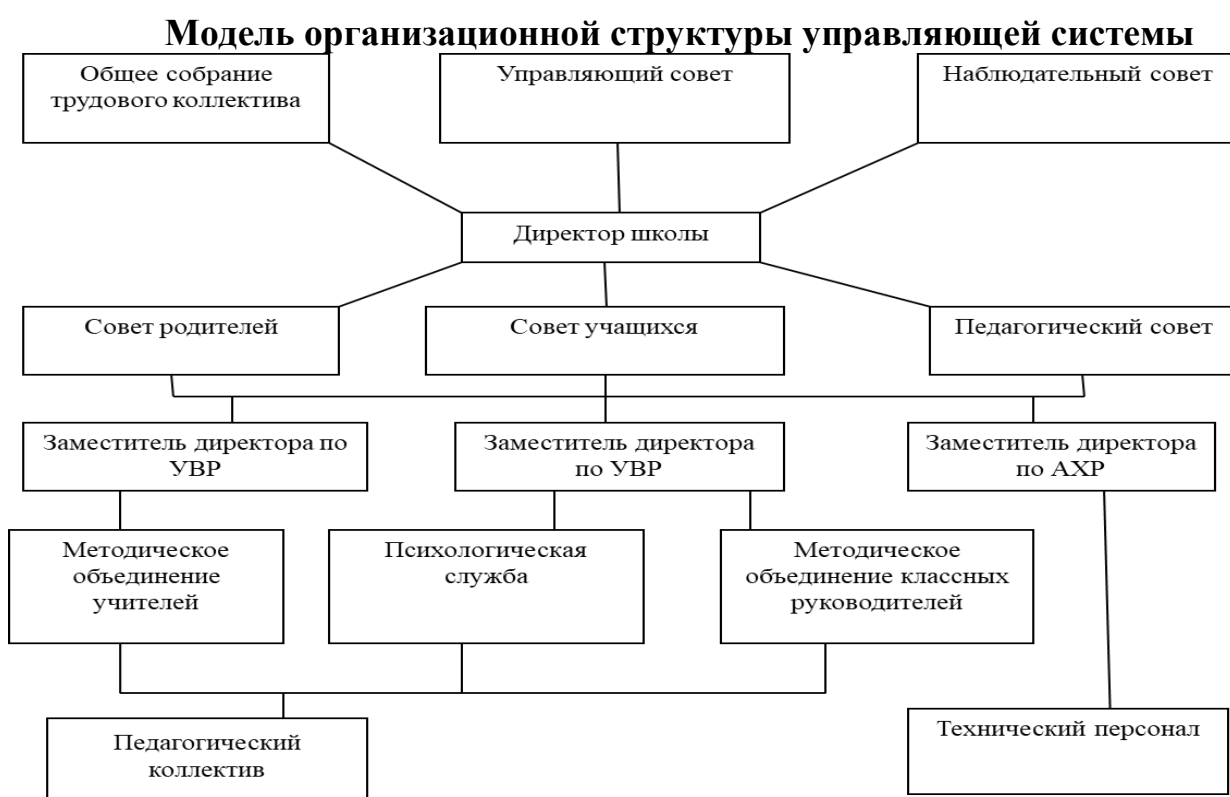 Модель организационной структуры управляющей системы
Общее собрание
трудового коллектива
Управляющий совет
Наблюдательный совет
Директор школы
Совет родителей
Совет учащихся
Педагогический совет
Заместитель директора по
УВР
Заместитель директора
по УВР
Заместитель директора
по АХР
Методическое
объединение
учителей
Психологическая
служба
Методическое
объединение классных
руководителей
Педагогический
коллектив
Технический персонал